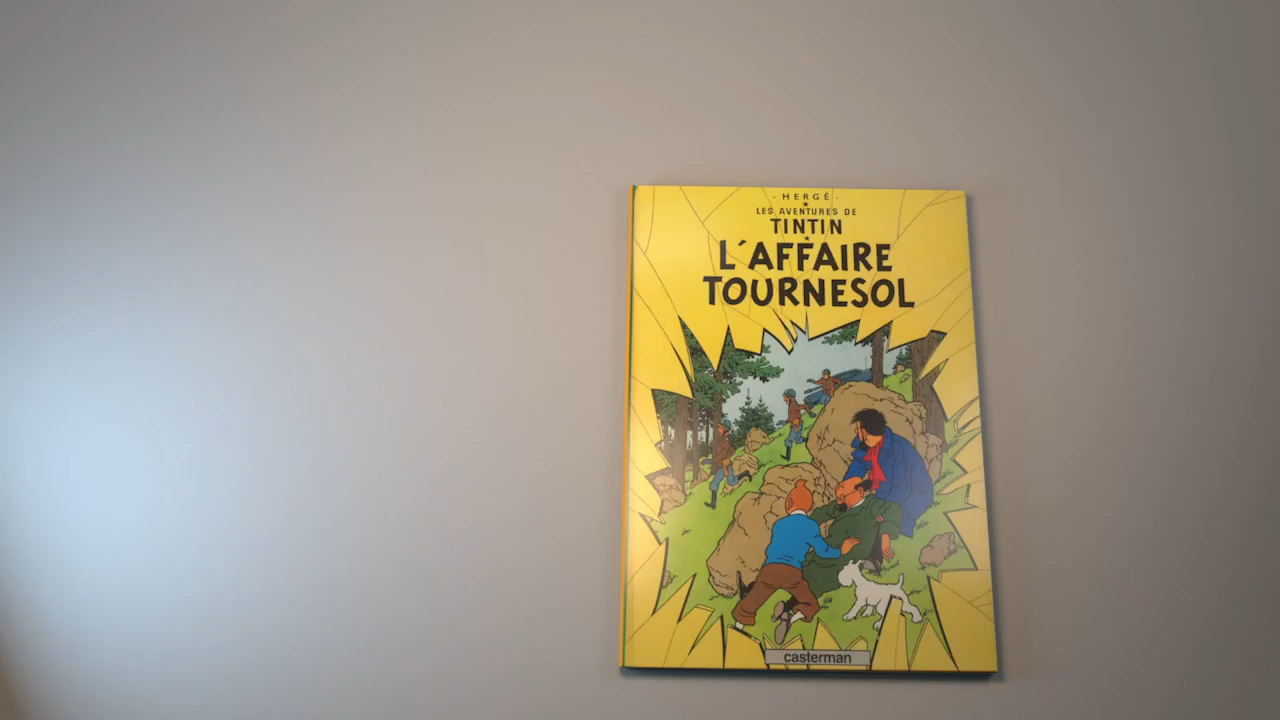 · HERGÉ ·
LES AVENTURES DE
TINTIN
L'AFFAIRE
TOURNESOL
casterman